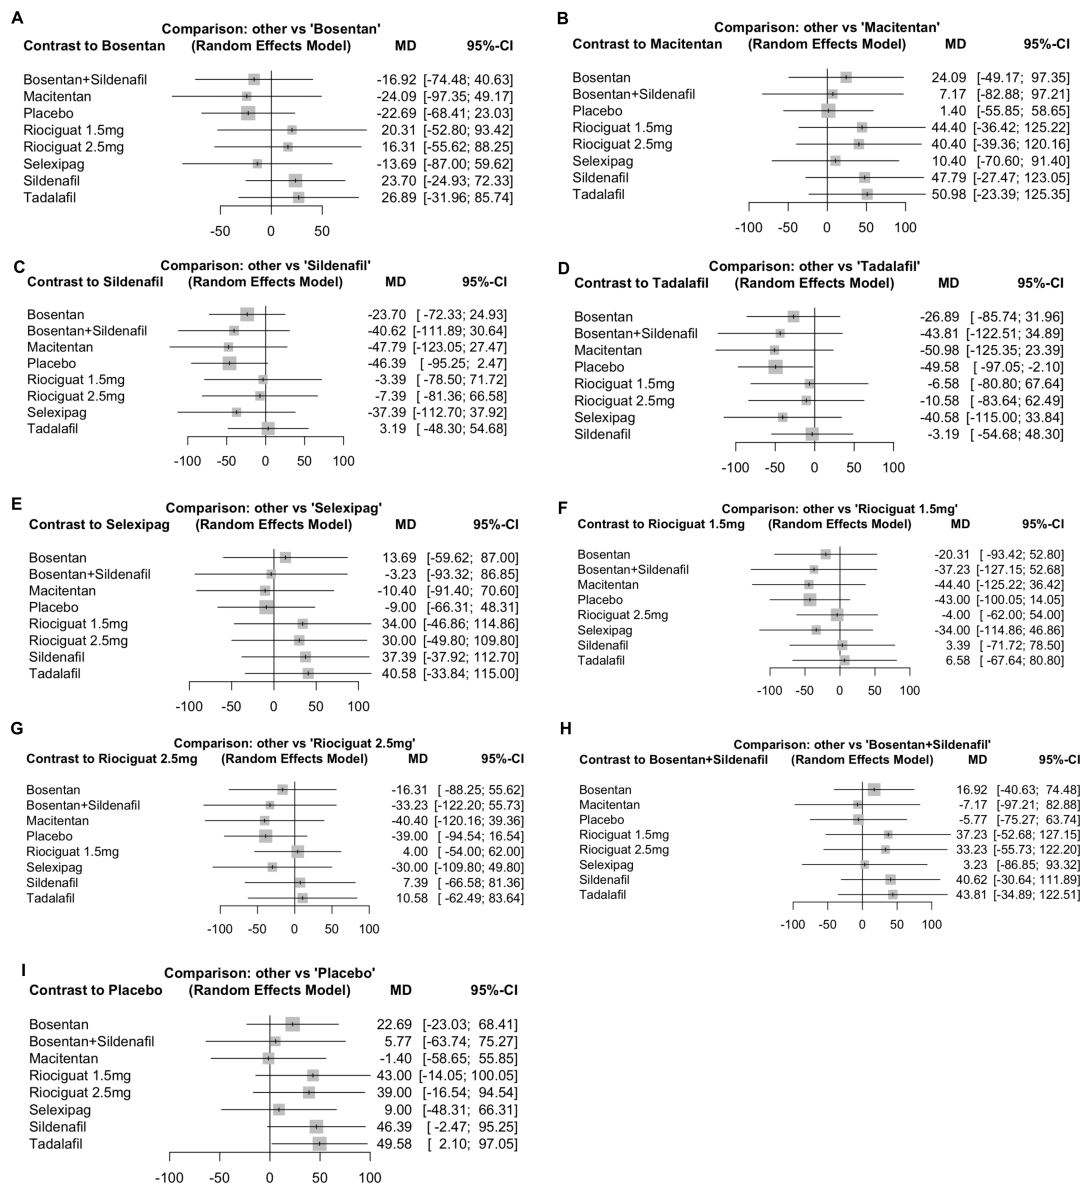 A
Comparison: other vs 'Bosentan'
Contrast to Bosentan (Random Effects Model) MD 95%-CI
Bosentan+Sildenafil -16.92 [-74.48; 40.63]
Macitentan -24.09 [-97.35; 49.17]
Placebo -22.69 [-68.41; 23.03]
Riociguat 1.5mg 20.31 [-52.80; 93.42]
Riociguat 2.5mg 16.31 [-55.62; 88.25]
Selexipag -13.69 [-87.00; 59.62]
Sildenafil 23.70 [-24.93; 72.33]
Tadalafil 26.89 [-31.96; 85.74]
-50 0 50
B
Comparison: other vs 'Macitentan'
Contrast to Macitentan (Random Effects Model) MD 95%-CI
Bosentan 24.09 [-49.17; 97.35]
Bosentan+Sildenafil 7.17 [-82.88; 97.21]
Placebo 1.40 [-55.85; 58.65]
Riociguat 1.5mg 44.40 [-36.42; 125.22]
Riociguat 2.5mg 40.40 [-39.36; 120.16]
Selexipag 10.40 [-70.60; 91.40]
Sildenafil 47.79 [-27.47; 123.05]
Tadalafil 50.98 [-23.39; 125.35]
-100 -50 0 50 100
C
Comparison: other vs 'Sildenafil'
Contrast to Sildenafil (Random Effects Model) MD 95%-CI
Bosentan -23.70 [ -72.33; 24.93]
Bosentan+Sildenafil -40.62 [-111.89; 30.64]
Macitentan -47.79 [-123.05; 27.47]
Placebo -46.39 [ -95.25; 2.47]
Riociguat 1.5mg -3.39 [ -78.50; 71.72]
Riociguat 2.5mg -7.39 [ -81.36; 66.58]
Selexipag -37.39 [-112.70; 37.92]
Tadalafil 3.19 [ -48.30; 54.68]
-100 -50 0 50 100
D
Comparison: other vs 'Tadalafil'
Contrast to Tadalafil (Random Effects Model) MD 95%-CI
Bosentan -26.89 [ -85.74; 31.96]
Bosentan+Sildenafil -43.81 [-122.51; 34.89]
Macitentan -50.98 [-125.35; 23.39]
Placebo -49.58 [ -97.05; -2.10]
Riociguat 1.5mg -6.58 [ -80.80; 67.64]
Riociguat 2.5mg -10.58 [ -83.64; 62.49]
Selexipag -40.58 [-115.00; 33.84]
Sildenafil -3.19 [ -54.68; 48.30]
-100 -50 0 50 100
E
Comparison: other vs 'Selexipag'
Contrast to Selexipag (Random Effects Model) MD 95%-CI
Bosentan 13.69 [-59.62; 87.00]
Bosentan+Sildenafil -3.23 [-93.32; 86.85]
Macitentan -10.40 [-91.40; 70.60]
Placebo -9.00 [-66.31; 48.31]
Riociguat 1.5mg 34.00 [-46.86; 114.86]
Riociguat 2.5mg 30.00 [-49.80; 109.80]
Sildenafil 37.39 [-37.92; 112.70]
Tadalafil 40.58 [-33.84; 115.00]
-100 -50 0 50 100
F
Comparison: other vs 'Riociguat 1.5mg'
Contrast to Riociguat 1.5mg (Random Effects Model) MD 95%-CI
Bosentan -20.31 [ -93.42; 52.80]
Bosentan+Sildenafil -37.23 [-127.15; 52.68]
Macitentan -44.40 [-125.22; 36.42]
Placebo -43.00 [-100.05; 14.05]
Riociguat 2.5mg -4.00 [ -62.00; 54.00]
Selexipag -34.00 [-114.86; 46.86]
Sildenafil 3.39 [ -71.72; 78.50]
Tadalafil 6.58 [ -67.64; 80.80]
-100 -50 0 50 100
G
Comparison: other vs 'Riociguat 2.5mg'
Contrast to Riociguat 2.5mg (Random Effects Model) MD 95%-CI
Bosentan -16.31 [ -88.25; 55.62]
Bosentan+Sildenafil -33.23 [-122.20; 55.73]
Macitentan -40.40 [-120.16; 39.36]
Placebo -39.00 [ -94.54; 16.54]
Riociguat 1.5mg 4.00 [ -54.00; 62.00]
Selexipag -30.00 [-109.80; 49.80]
Sildenafil 7.39 [ -66.58; 81.36]
Tadalafil 10.58 [ -62.49; 83.64]
-100 -50 0 50 100
H
Comparison: other vs 'Bosentan+Sildenafil'
Contrast to Bosentan+Sildenafil (Random Effects Model) MD 95%-CI
Bosentan 16.92 [-40.63; 74.48]
Macitentan -7.17 [-97.21; 82.88]
Placebo -5.77 [-75.27; 63.74]
Riociguat 1.5mg 37.23 [-52.68; 127.15]
Riociguat 2.5mg 33.23 [-55.73; 122.20]
Selexipag 3.23 [-86.85; 93.32]
Sildenafil 40.62 [-30.64; 111.89]
Tadalafil 43.81 [-34.89; 122.51]
-100 -50 0 50 100
I
Comparison: other vs 'Placebo'
Contrast to Placebo (Random Effects Model) MD 95%-CI
Bosentan 22.69 [-23.03; 68.41]
Bosentan+Sildenafil 5.77 [-63.74; 75.27]
Macitentan -1.40 [-58.65; 55.85]
Riociguat 1.5mg 43.00 [-14.05; 100.05]
Riociguat 2.5mg 39.00 [-16.54; 94.54]
Selexipag 9.00 [-48.31; 66.31]
Sildenafil 46.39 [ -2.47; 95.25]
Tadalafil 49.58 [ 2.10; 97.05]
-100 -50 0 50 100